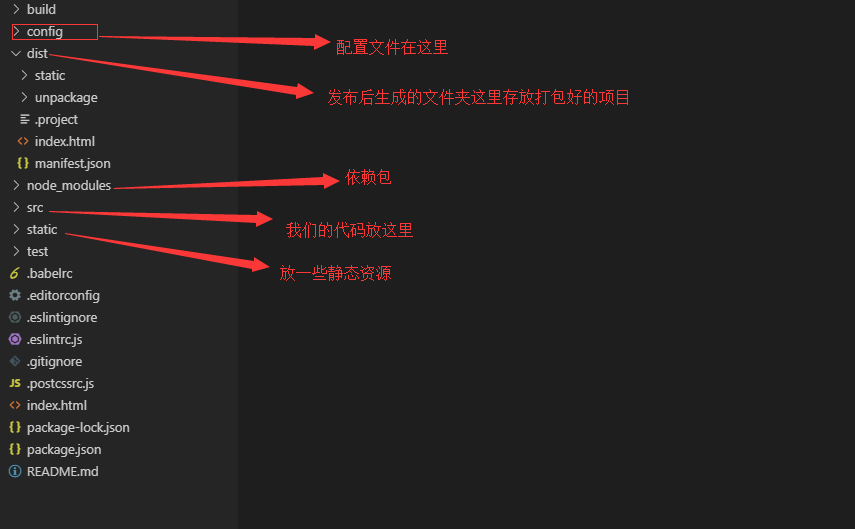 build
config
配置文件在这里
dist
static
发布后生成的文件夹这里存放打包好的项目
unpackage
.project
index.html
manifest.json
node_modules
依赖包
src
我们的代码放这里
static
test
放一些静态资源
.babelrc
.editorconfig
.eslintignore
.eslintrc.js
.gitignore
JS .postcssrc.js
index.html
package-lock.json
package.json
README.md